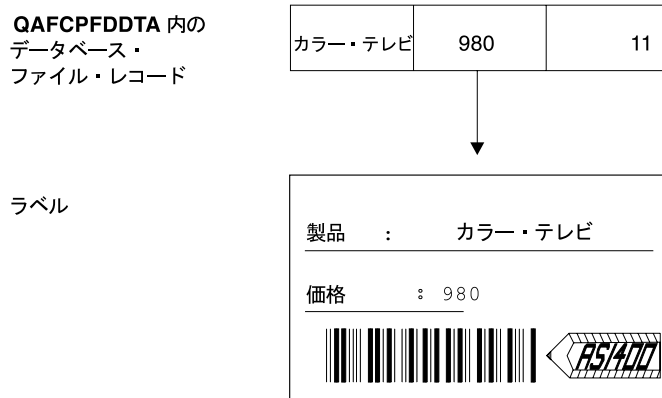 QAFCPFDDTA 内の
データベース・
ファイル・レコード
カラー・テレビ 980 11
ラベル
製品 : カラー・テレビ
価格 : 980
AS/400